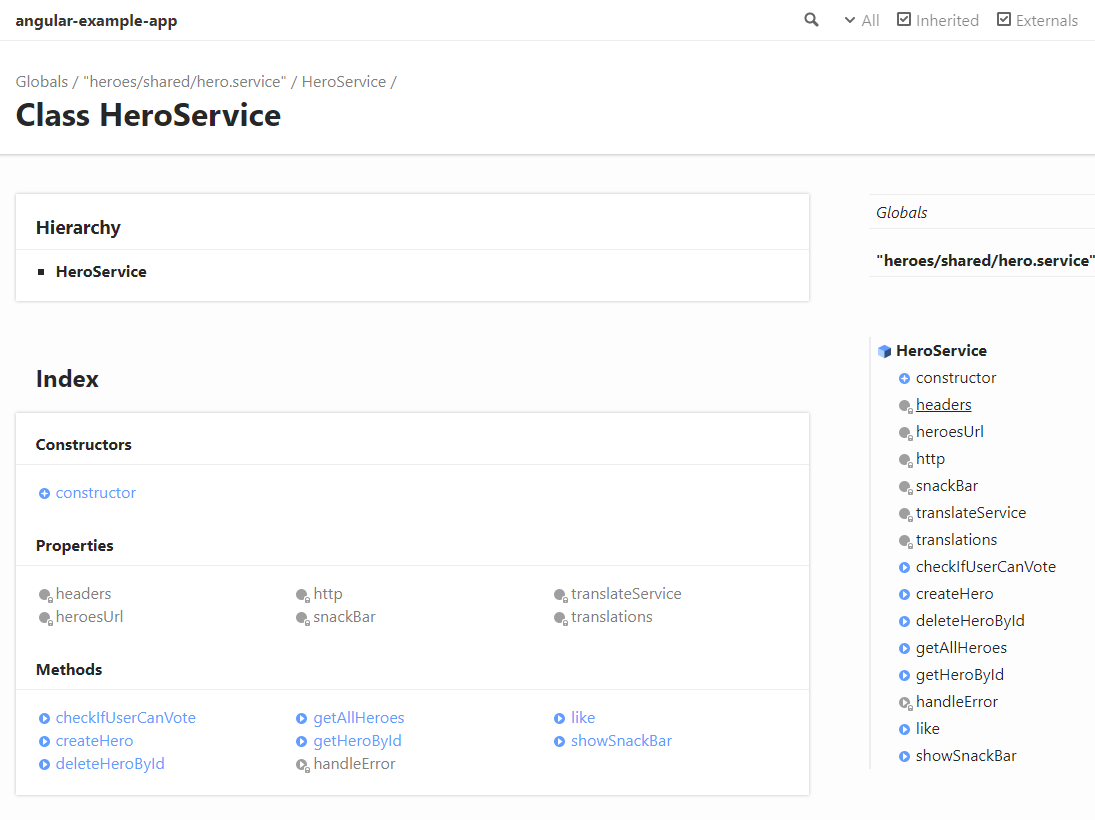 angular-example-app All Inherited Externals
Globals / "heroes/shared/hero.service" / HeroService /
Class HeroService
Hierarchy
HeroService
Index
Constructors
constructor
Properties
headers http translateService
heroesUrl snackBar translations
Methods
checkIfUserCanVote getAllHeroes like
createHero getHeroById showSnackBar
deleteHeroById handleError
Globals
"heroes/shared/hero.service"
HeroService
constructor
headers
heroesUrl
http
snackBar
translateService
translations
checkIfUserCanVote
createHero
deleteHeroById
getAllHeroes
getHeroById
handleError
like
showSnackBar